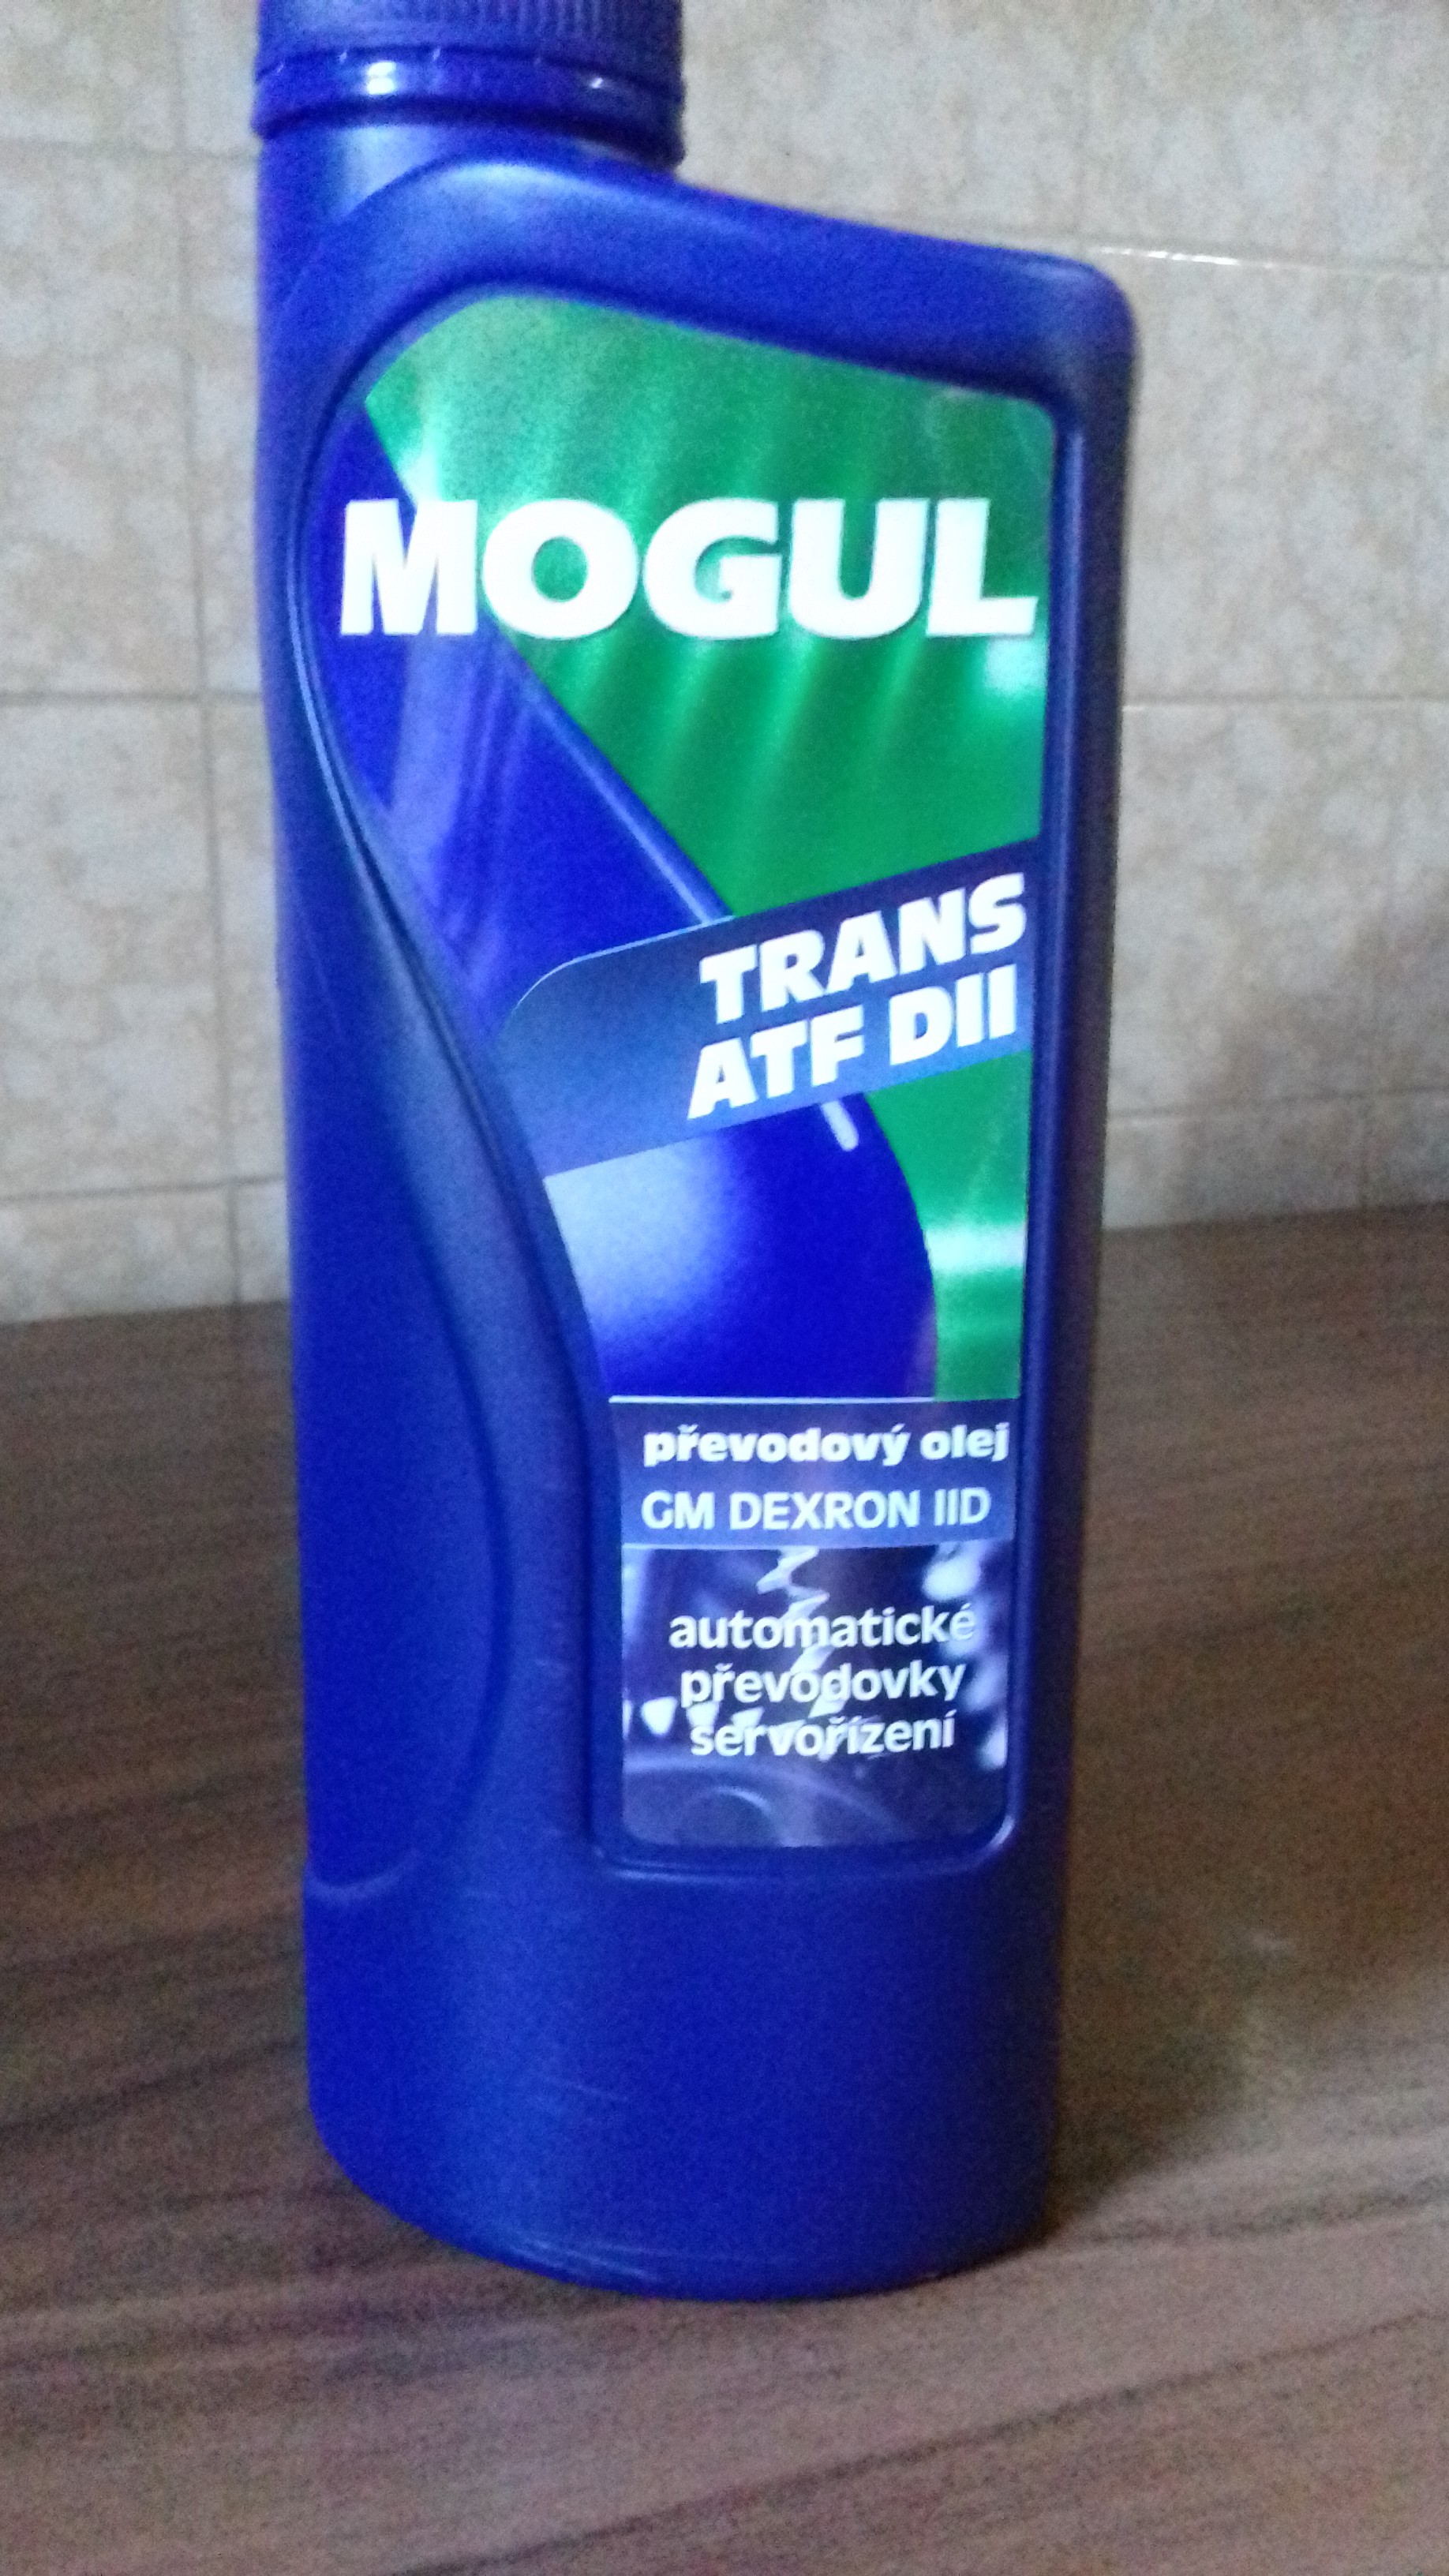 MOGUL
TRANS
ATF DII
převodový olej
GM DEXRON IID
automatické
převodovky
servořízení